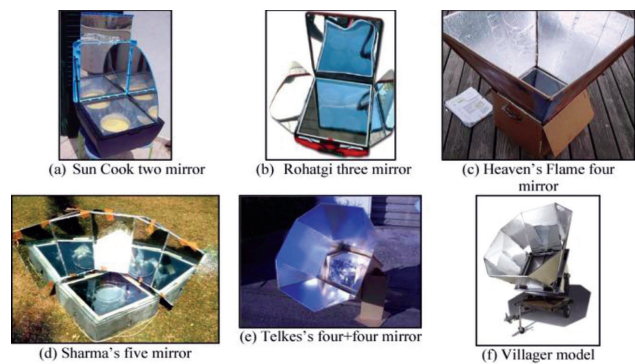 (a) Sun Cook two mirror
(b) Rohatgi three mirror
(c) Heaven's Flame four
mirror
(d) Sharma's five mirror
(e) Telkes's four+four mirror
(f) Villager model